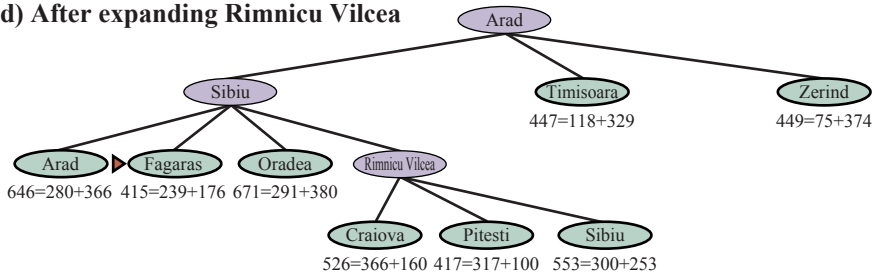 d) After expanding Rimnicu Vilcea
Arad
Sibiu
Timisoara
Zerind
447=118+329
449=75+374
Arad
Fagaras
Oradea
Rimnicu Vilcea
646=280+366
415=239+176
671=291+380
Craiova
Pitesti
Sibiu
526=366+160
417=317+100
553=300+253